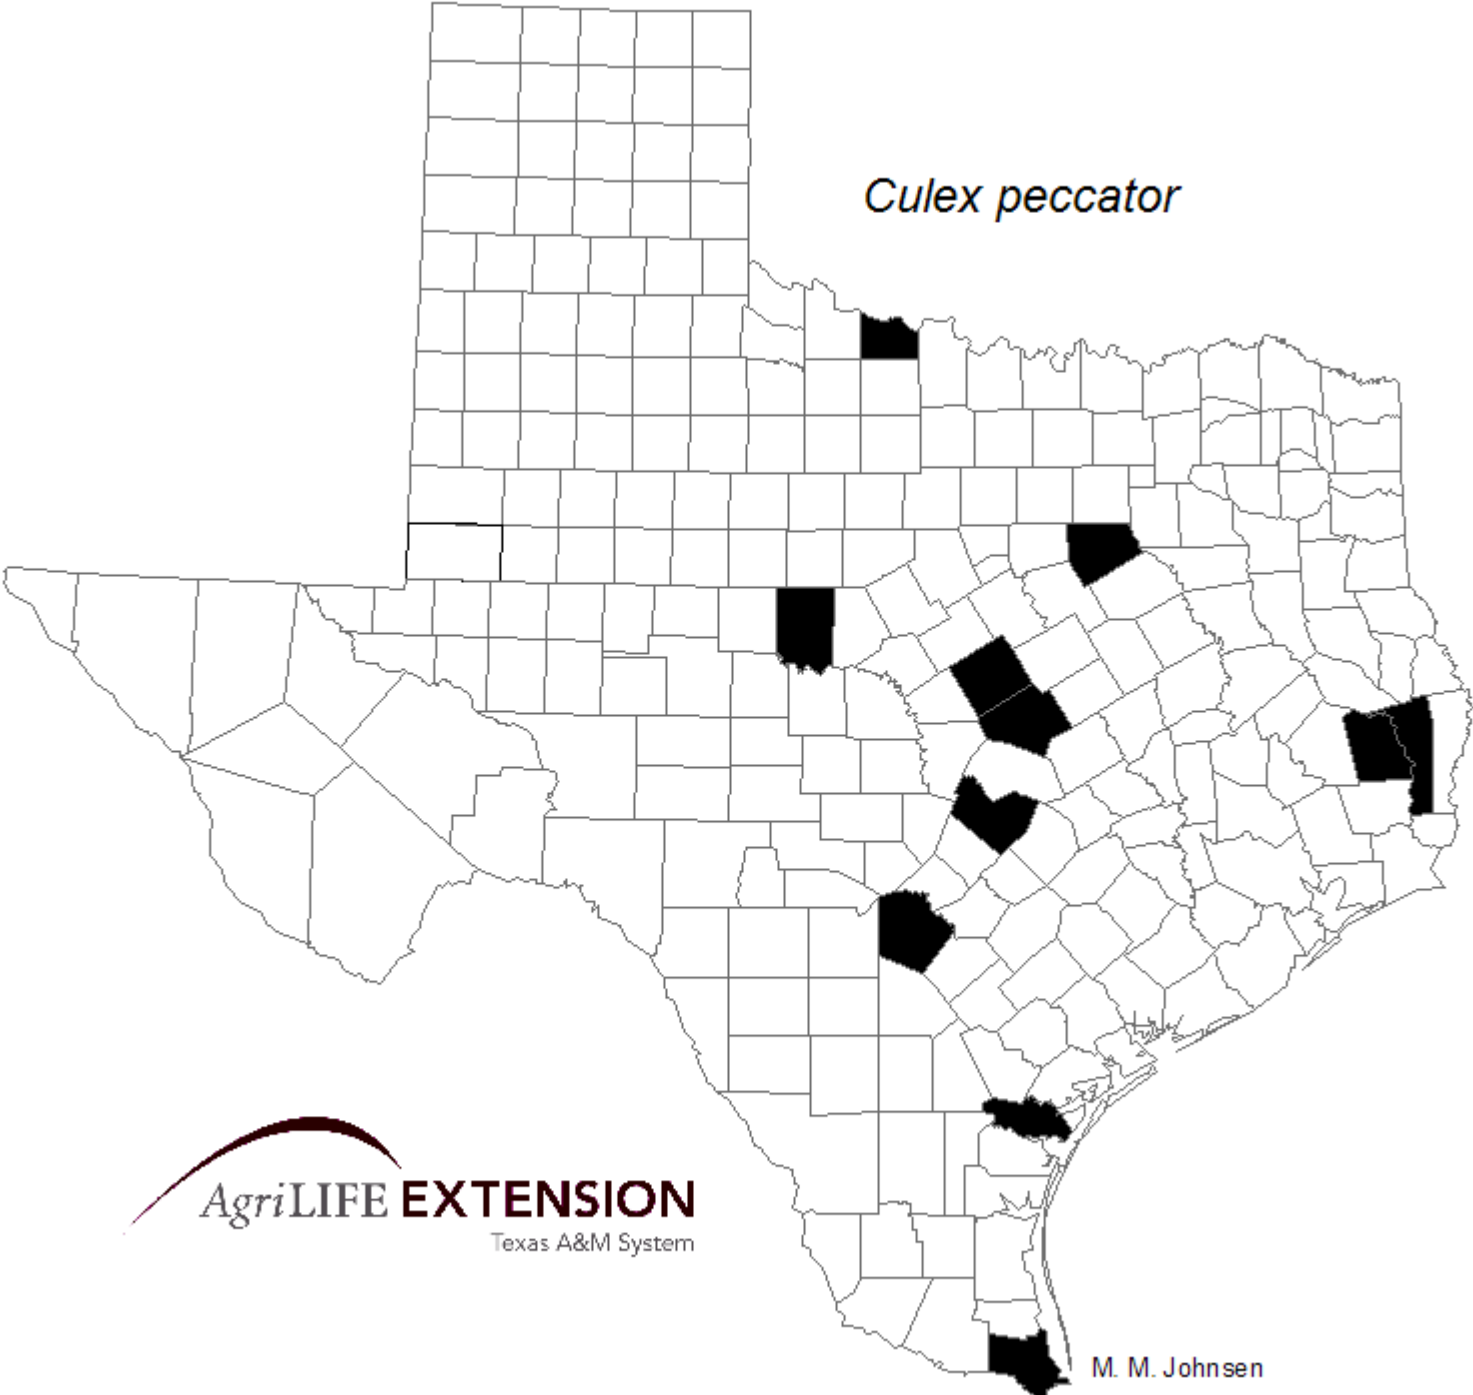 Culex peccator
AgriLIFE EXTENSION
Texas A&M System
M. M. Johnsen